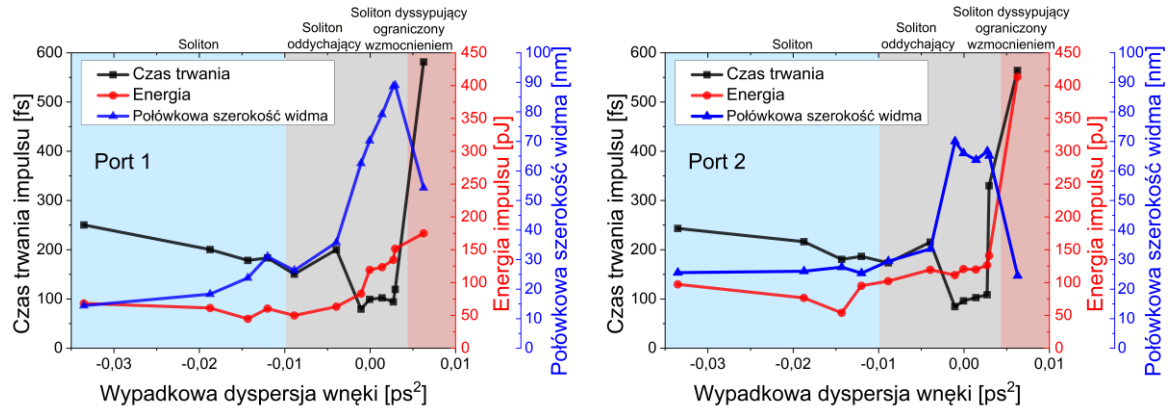 Soliton
Soliton
oddychający
Soliton dyssypujący
ograniczony
wzmocnieniem
600
500
400
300
200
100
0
Czas trwania impulsu [fs]
Czas trwania
Energia
Połówkowa szerokość widma
Port 1
450
400
350
300
250
200
150
100
50
0
Energia impulsu [pJ]
100
90
80
70
60
50
40
30
20
10
0
Połówkowa szerokość widma [nm]
-0,03
-0,02
-0,01
0,00
0,01
Wypadkowa dyspersja wnęki [ps²]
Soliton
Soliton
oddychający
Soliton dyssypujący
ograniczony
wzmocnieniem
600
500
400
300
200
100
0
Czas trwania impulsu [fs]
Czas trwania
Energia
Połówkowa szerokość widma
Port 2
450
400
350
300
250
200
150
100
50
0
Energia impulsu [pJ]
100
90
80
70
60
50
40
30
20
10
0
Połówkowa szerokość widma [nm]
-0,03
-0,02
-0,01
0,00
0,01
Wypadkowa dyspersja wnęki [ps²]